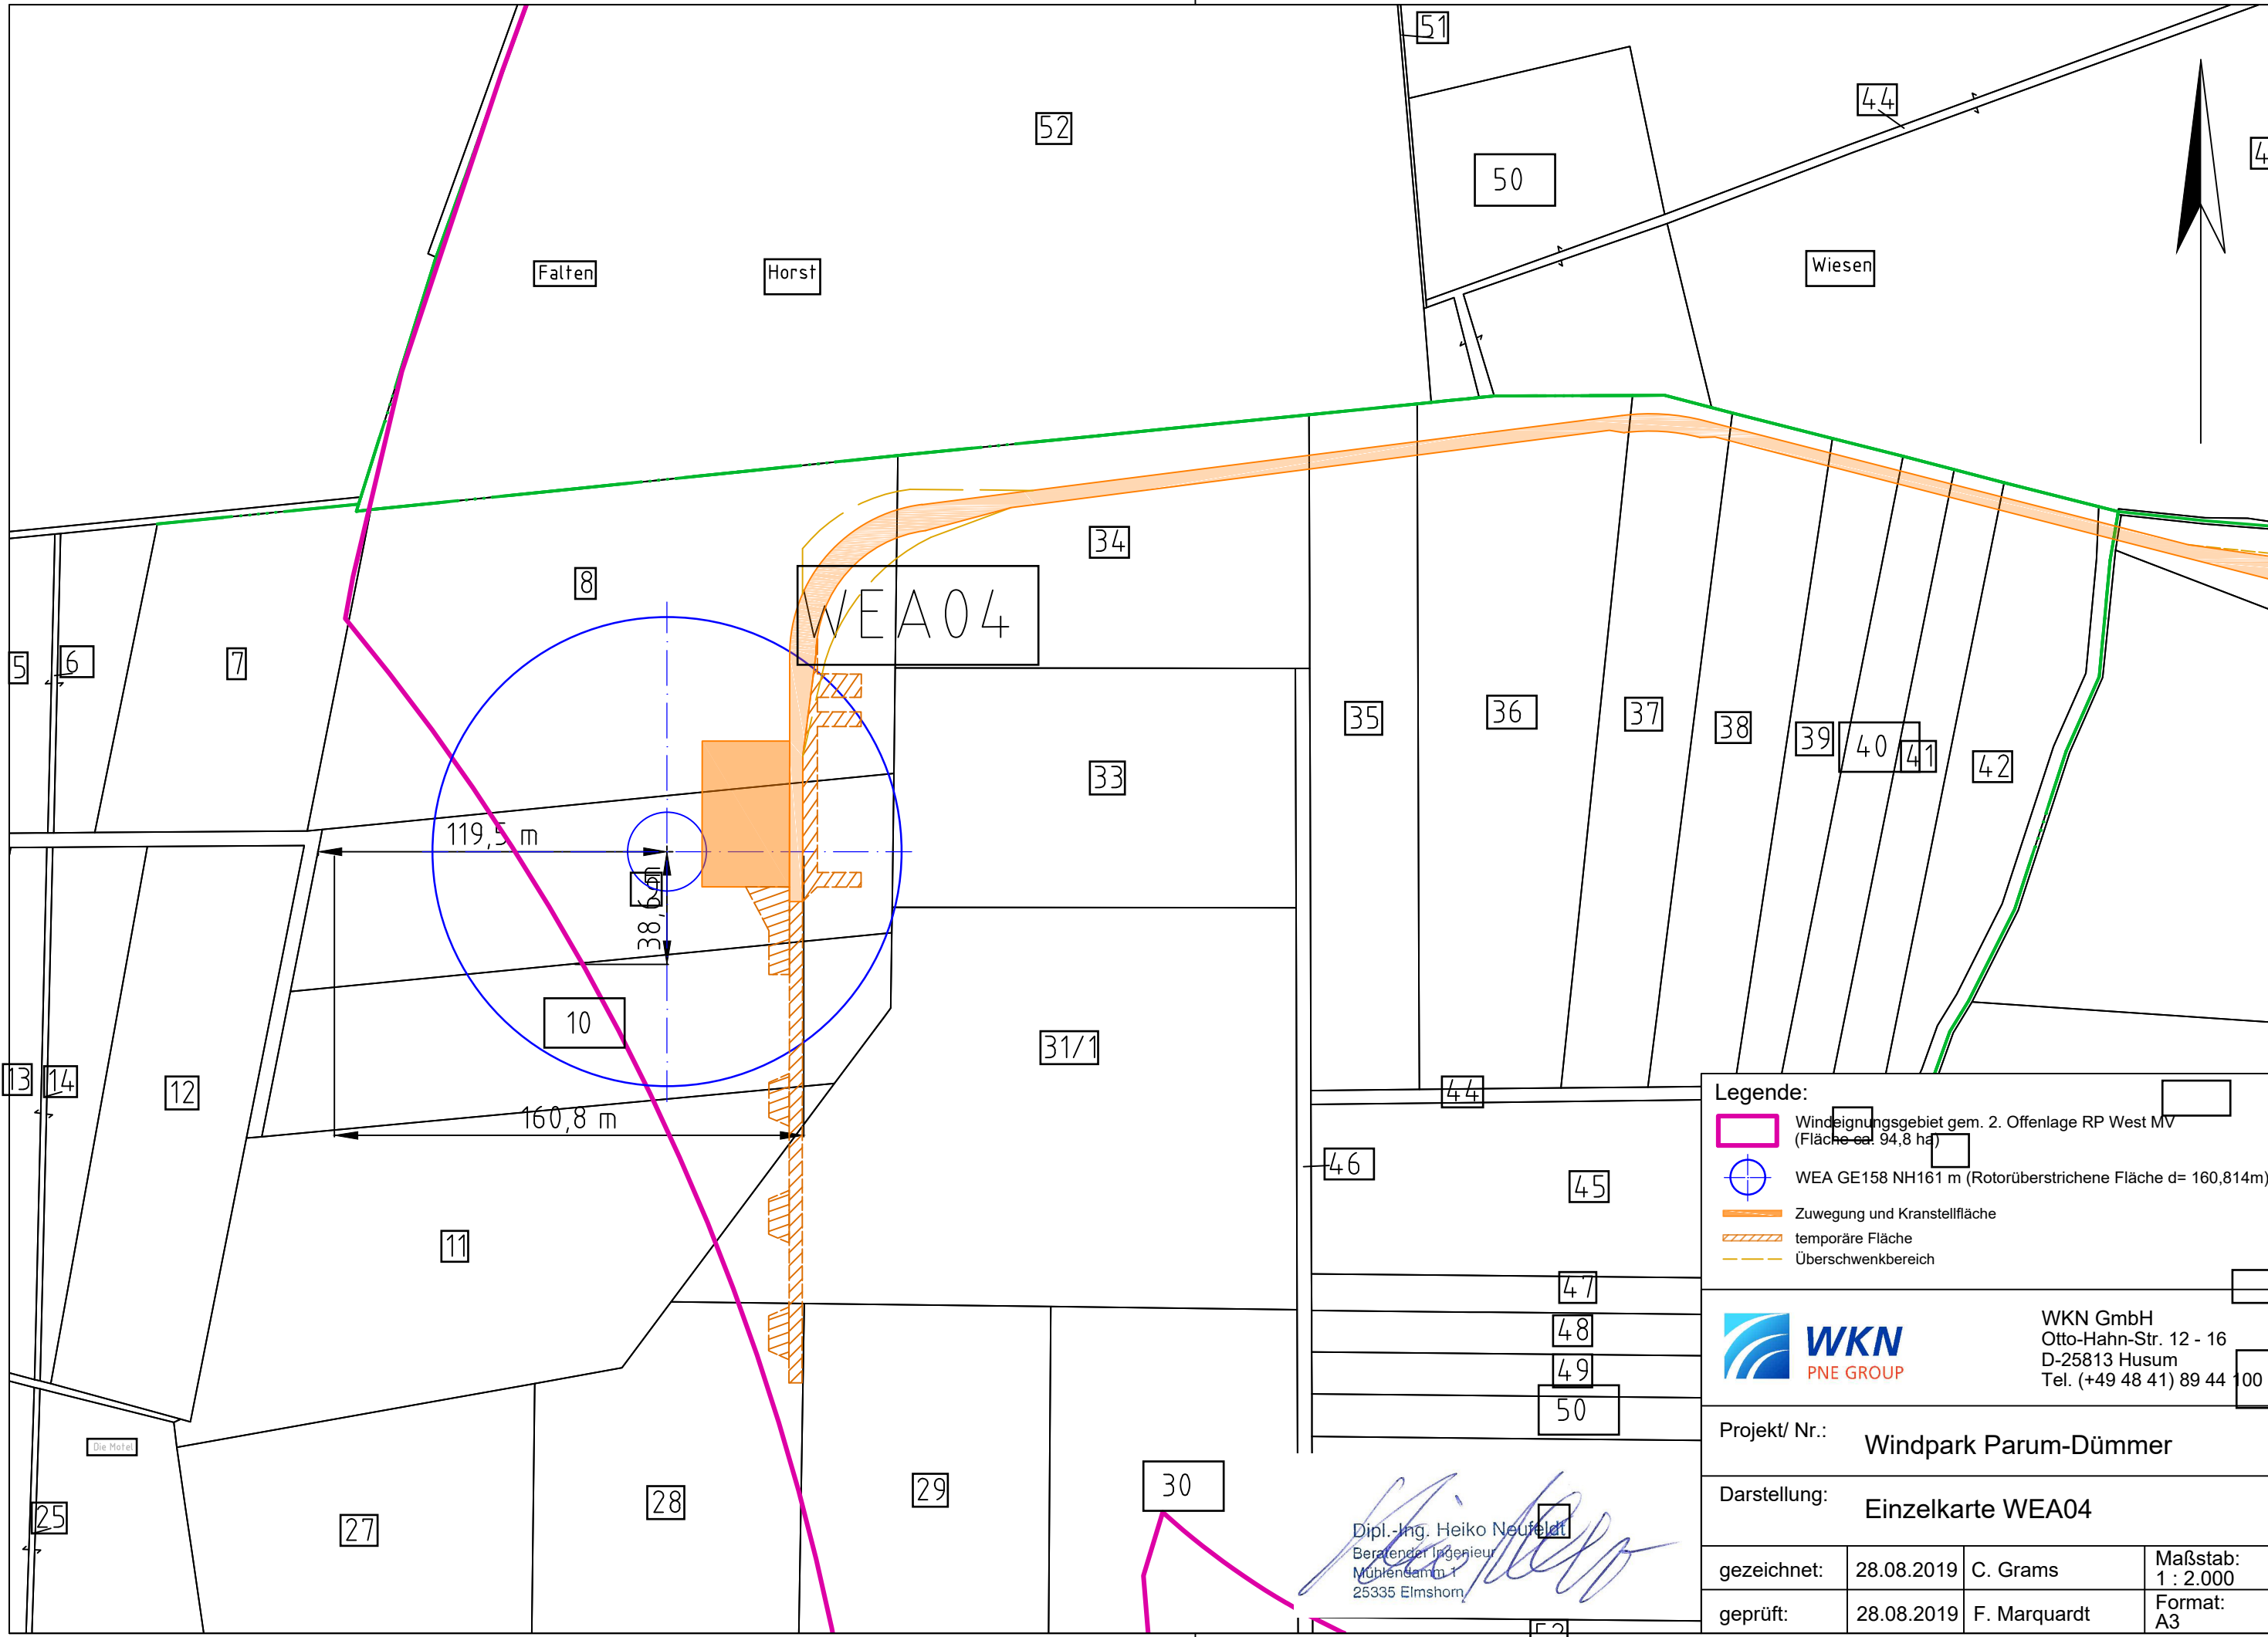 51
44
52
50
Falten
Horst
Wiesen
34
8
WEA04
5
6
7
35
36
37
38
39
40
41
42
33
119,5 m
38,6 m
10
31/1
13
14
12
44
160,8 m
46
45
11
47
48
49
50
Die Motel
25
27
28
29
30
Legende:
Windeignungsgebiet gem. 2. Offenlage RP West MV
(Fläche ca. 94,8 ha)
WEA GE158 NH161 m (Rotorüberstrichene Fläche d= 160,814m)
Zuwegung und Kranstellfläche
temporäre Fläche
Überschwenkbereich
WKN
PNE GROUP
WKN GmbH
Otto-Hahn-Str. 12 - 16
D-25813 Husum
Tel. (+49 48 41) 89 44 100
Projekt/ Nr.:
Windpark Parum-Dümmer
Darstellung:
Einzelkarte WEA04
gezeichnet: 28.08.2019 C. Grams Maßstab: 1 : 2.000
geprüft: 28.08.2019 F. Marquardt Format: A3
Dipl.-Ing. Heiko Neufeldt
Beratender Ingenieur
Mühlendamm 1
25335 Elmshorn